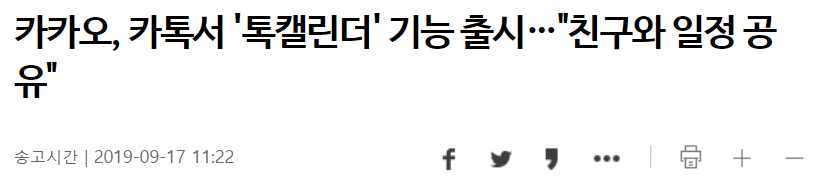 카카오, 카톡서 '톡캘린더' 기능 출시…"친구와 일정 공
유"
송고시간 | 2019-09-17 11:22